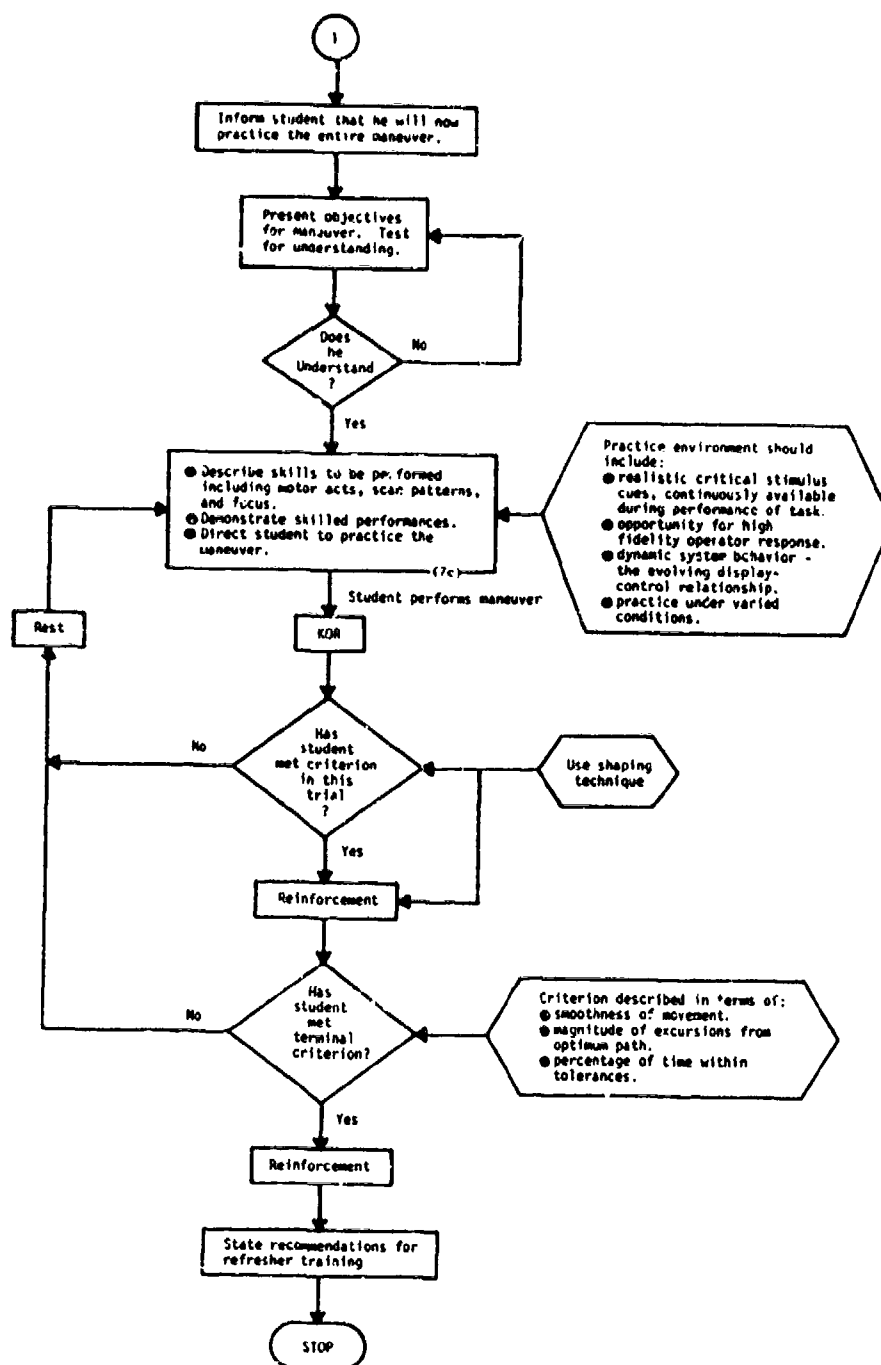 1
Inform student that he will now
practice the entire maneuver.
Present objectives
for maneuver. Test
for understanding.
Does
he
Understand
?
No
Yes
● Describe skills to be performed
including motor acts, scan patterns,
and focus.
● Demonstrate skilled performances.
● Direct student to practice the
maneuver.
(7c)
Practice environment should
include:
● realistic critical stimulus
cues, continuously available
during performance of task.
● opportunity for high
fidelity operator response.
● dynamic system behavior -
the evolving display-
control relationship.
● practice under varied
conditions.
Student performs maneuver
Rest
KOR
Has
student
met criterion
in this
trial
?
No
Use shaping
technique
Yes
Reinforcement
Has
student
met
terminal
criterion?
No
Criterion described in terms of:
● smoothness of movement.
● magnitude of excursions from
optimum path.
● percentage of time within
tolerances.
Yes
Reinforcement
State recommendations for
refresher training
STOP